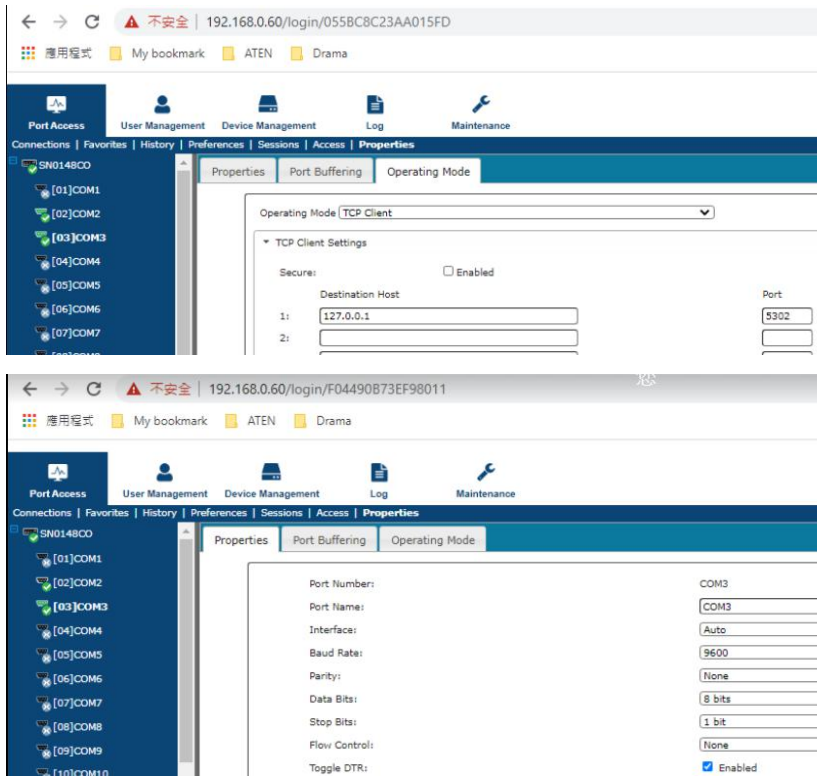 不安全 192.168.0.60/login/055BC8C23AA015FD
應用程式 My bookmark ATEN Drama
Port Access User Management Device Management Log Maintenance
Connections | Favorites | History | Preferences | Sessions | Access | Properties
SN0148CO
Properties Port Buffering Operating Mode
[01]COM1
[02]COM2
Operating Mode TCP Client
[03]COM3
TCP Client Settings
[04]COM4
Secure: Enabled
[05]COM5
Destination Host Port
[06]COM6
1: 127.0.0.1 5302
[07]COM7
2:
不安全 192.168.0.60/login/F04490B73EF98011
您
應用程式 My bookmark ATEN Drama
Port Access User Management Device Management Log Maintenance
Connections | Favorites | History | Preferences | Sessions | Access | Properties
SN0148CO
Properties Port Buffering Operating Mode
[01]COM1
[02]COM2
Port Number: COM3
[03]COM3
Port Name: COM3
[04]COM4
Interface: Auto
[05]COM5
Baud Rate: 9600
[06]COM6
Parity: None
[07]COM7
Data Bits: 8 bits
[08]COM8
Stop Bits: 1 bit
[09]COM9
Flow Control: None
[10]COM10
Toggle DTR: Enabled